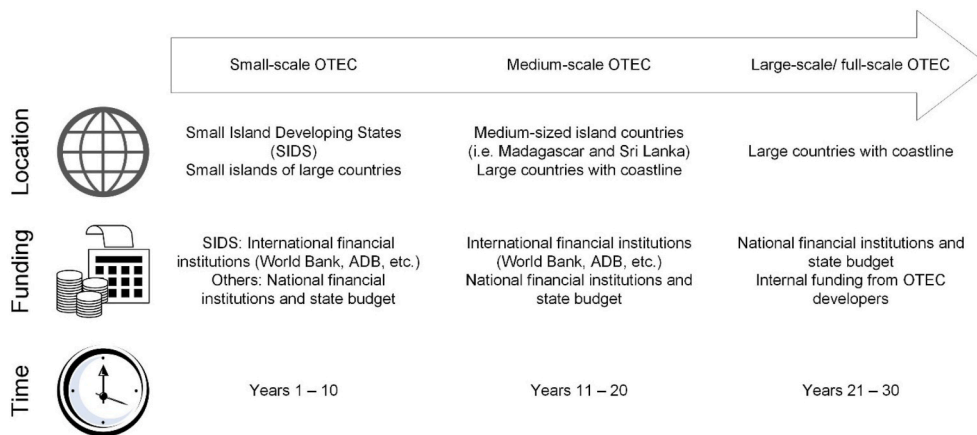 Small-scale OTEC
Medium-scale OTEC
Large-scale/ full-scale OTEC
Location
Small Island Developing States
(SIDS)
Small islands of large countries
Medium-sized island countries
(i.e. Madagascar and Sri Lanka)
Large countries with coastline
Large countries with coastline
Funding
SIDS: International financial
institutions (World Bank, ADB, etc.)
Others: National financial
institutions and state budget
International financial institutions
(World Bank, ADB, etc.)
National financial institutions and
state budget
National financial institutions and
state budget
Internal funding from OTEC
developers
Time
Years 1 – 10
Years 11 – 20
Years 21 – 30